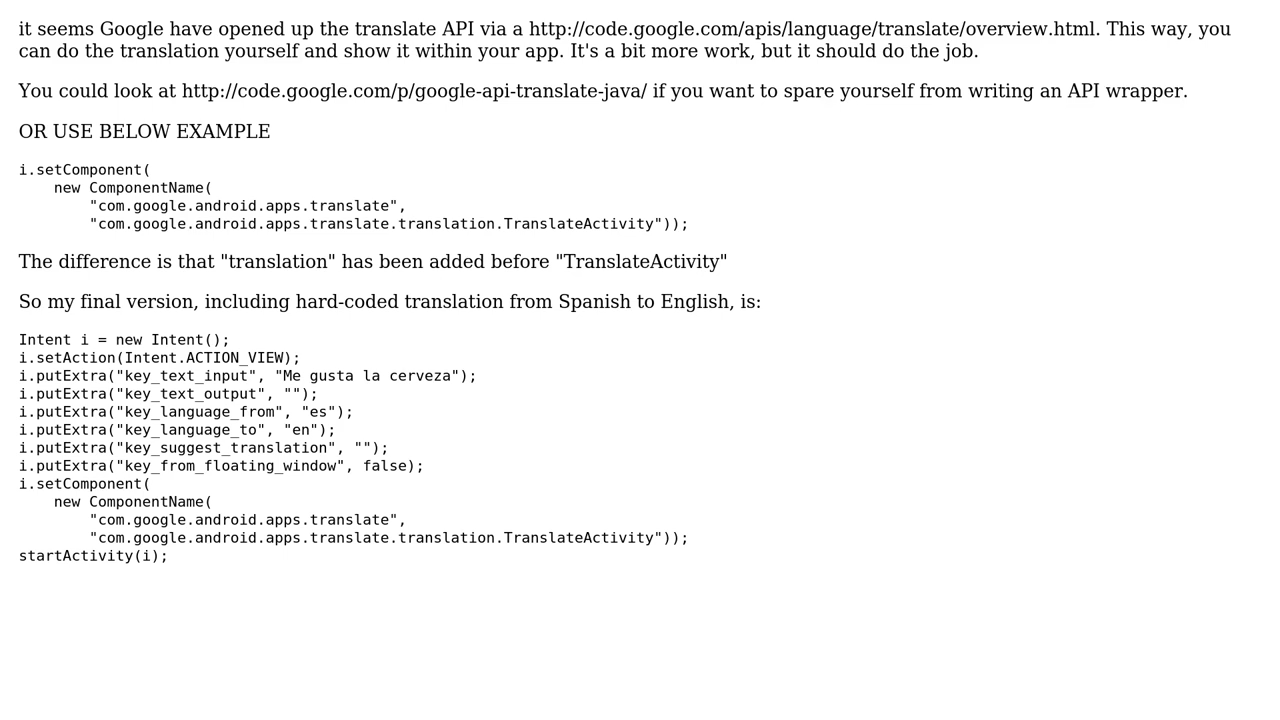 it seems Google have opened up the translate API via a http://code.google.com/apis/language/translate/overview.html. This way, you
can do the translation yourself and show it within your app. It's a bit more work, but it should do the job.
You could look at http://code.google.com/p/google-api-translate-java/ if you want to spare yourself from writing an API wrapper.
OR USE BELOW EXAMPLE
i.setComponent(
    new ComponentName(
        "com.google.android.apps.translate",
        "com.google.android.apps.translate.translation.TranslateActivity"));
The difference is that "translation" has been added before "TranslateActivity"
So my final version, including hard-coded translation from Spanish to English, is:
Intent i = new Intent();
i.setAction(Intent.ACTION_VIEW);
i.putExtra("key_text_input", "Me gusta la cerveza");
i.putExtra("key_text_output", "");
i.putExtra("key_language_from", "es");
i.putExtra("key_language_to", "en");
i.putExtra("key_suggest_translation", "");
i.putExtra("key_from_floating_window", false);
i.setComponent(
    new ComponentName(
        "com.google.android.apps.translate",
        "com.google.android.apps.translate.translation.TranslateActivity"));
startActivity(i);